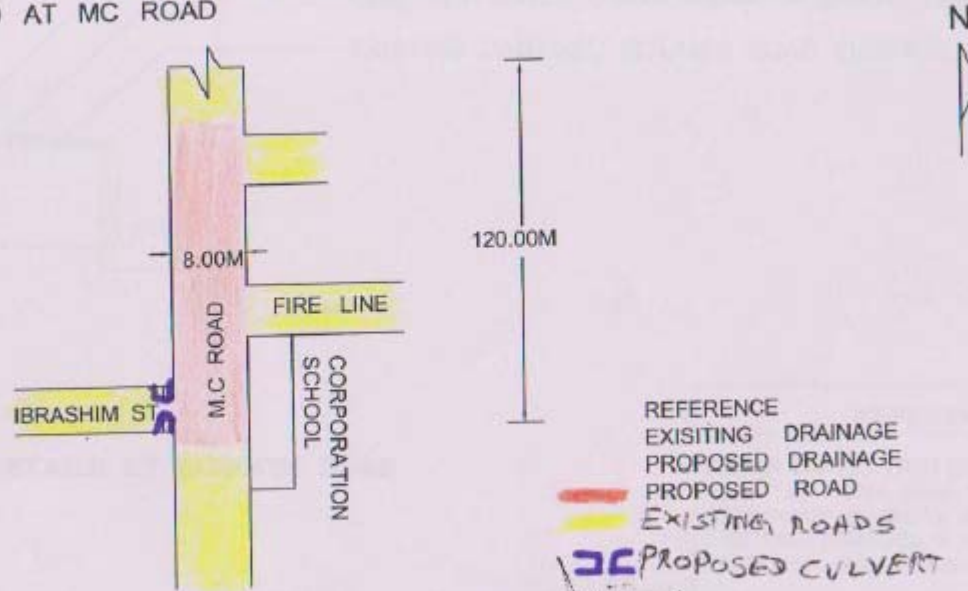 AT MC ROAD
N
8.00M
120.00M
M.C ROAD
FIRE LINE
CORPORATION
SCHOOL
IBRASHIM ST
REFERENCE
EXISITING DRAINAGE
PROPOSED DRAINAGE
PROPOSED ROAD
EXISTING ROADS
PROPOSED CULVERT